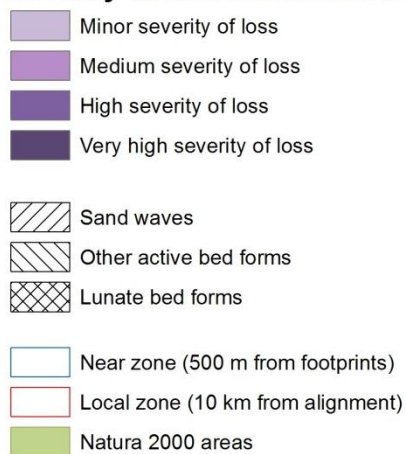 Minor severity of loss
Medium severity of loss
High severity of loss
Very high severity of loss
Sand waves
Other active bed forms
Lunate bed forms
Near zone (500 m from footprints)
Local zone (10 km from alignment)
Natura 2000 areas